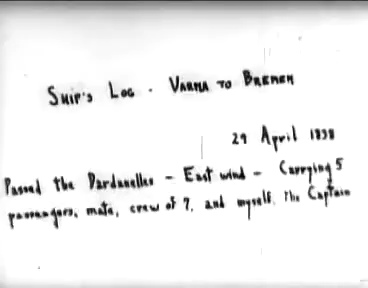 Ship's Log - Varna to Bremen
29 April 1838
Passed the Dardanelles - East wind - Carrying 5
passengers, mate, crew of 7, and myself, the Captain